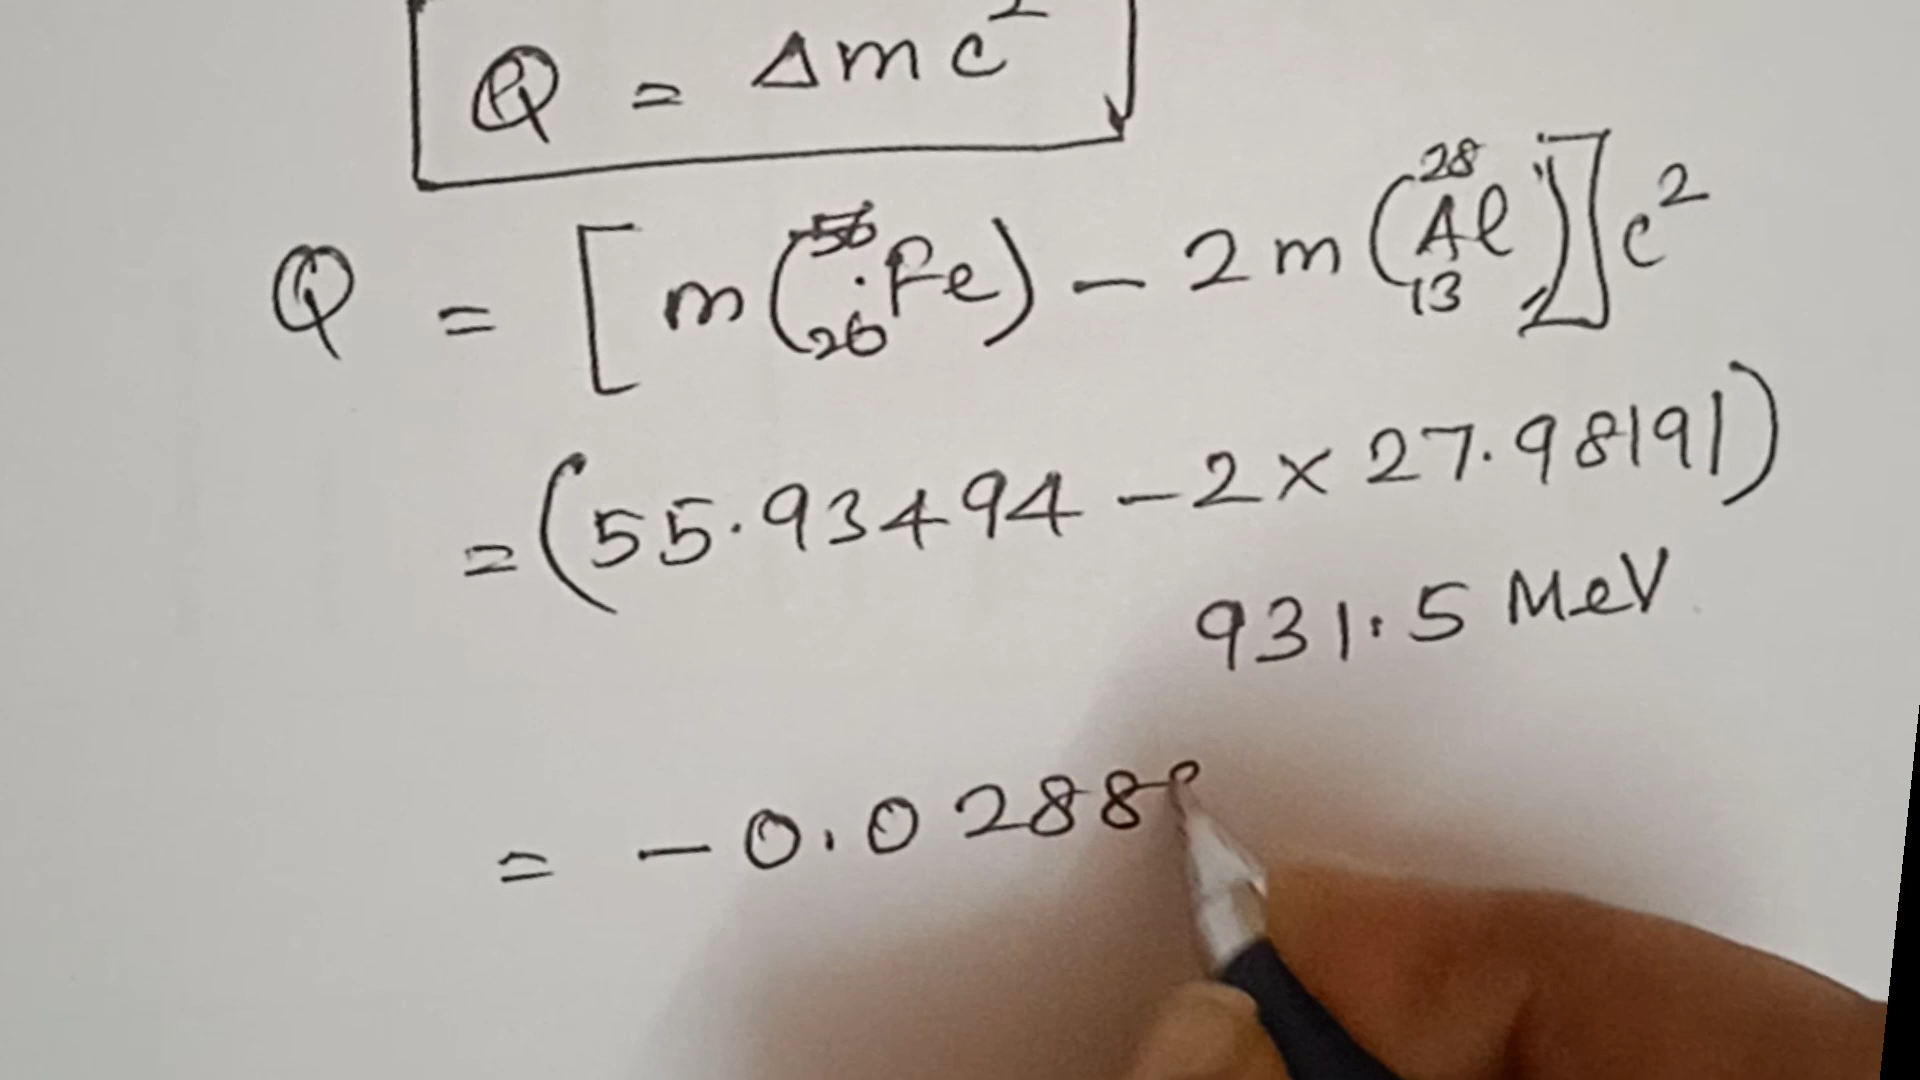 Q = Δmc²
Q = [m(⁵⁶₂₆Fe) − 2m(²⁸₁₃Al)]c²
= (55.93494 − 2 × 27.98191)
931.5 MeV
= − 0.0288